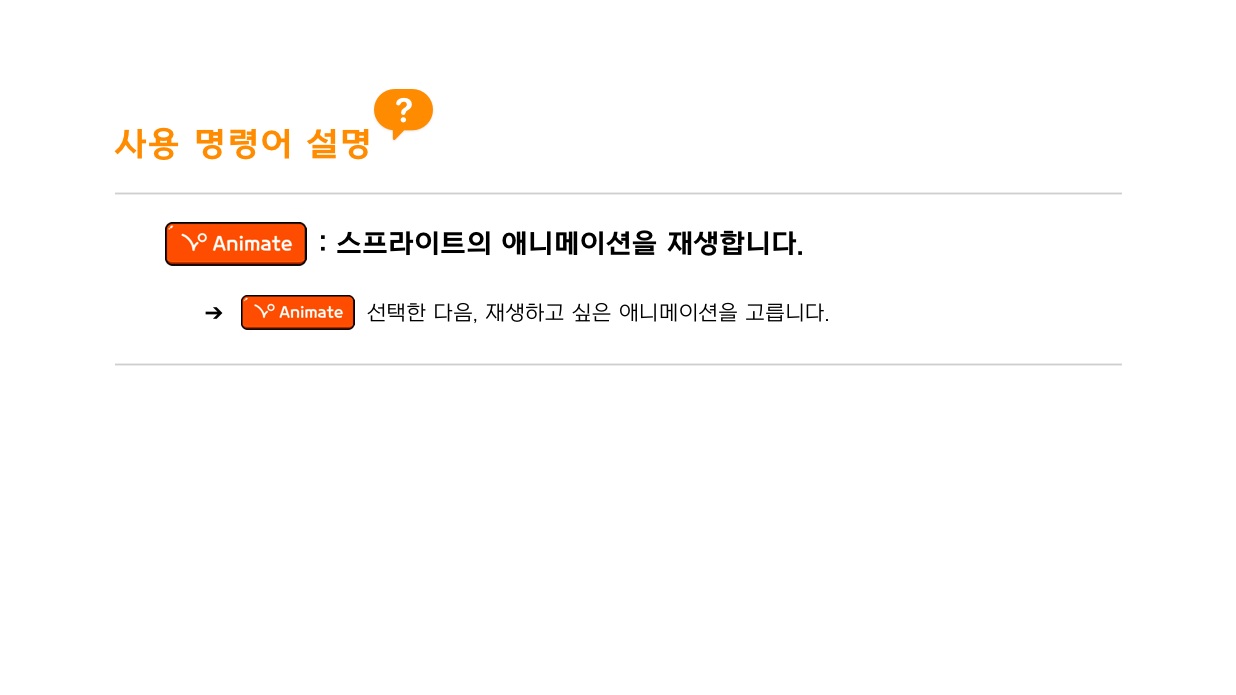 사용 명령어 설명 ?
Animate : 스프라이트의 애니메이션을 재생합니다.
➔ Animate 선택한 다음, 재생하고 싶은 애니메이션을 고릅니다.